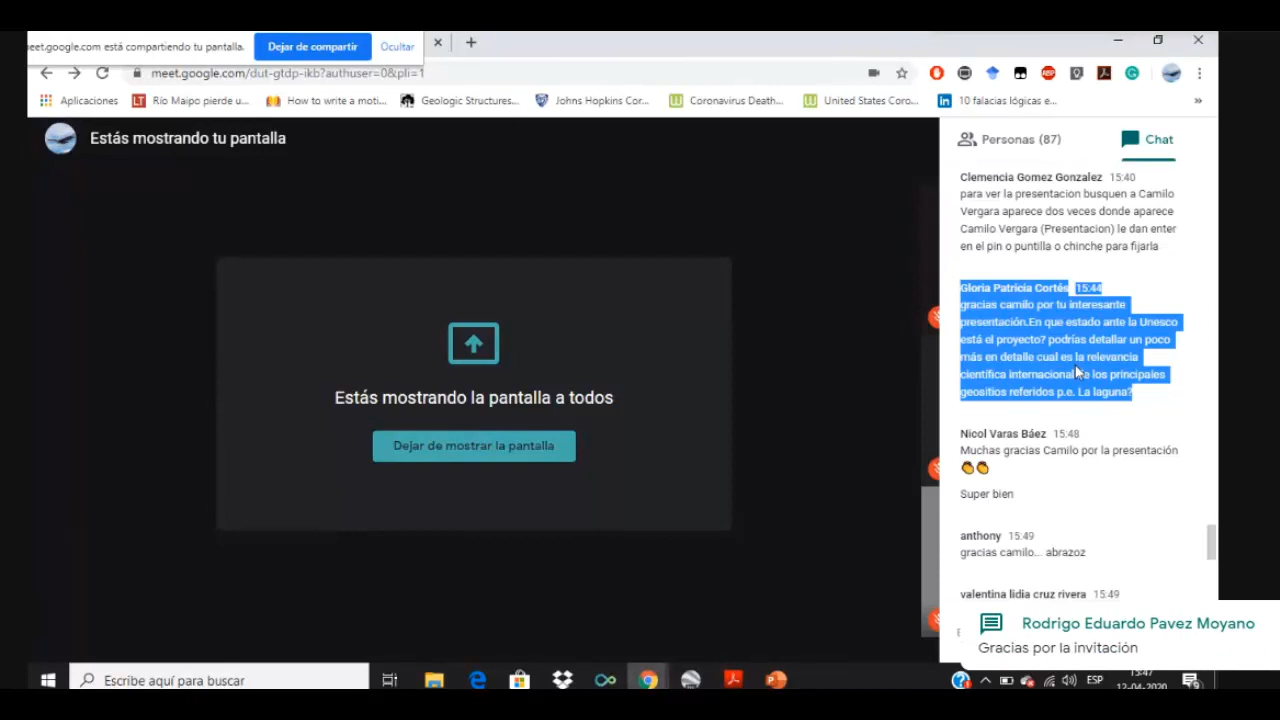 meet.google.com está compartiendo tu pantalla.
Dejar de compartir
Ocultar
meet.google.com/dut-gtdp-ikb?authuser=0&pli=1
Aplicaciones
Río Maipo pierde u...
How to write a moti...
Geologic Structures...
Johns Hopkins Cor...
Coronavirus Death...
United States Coro...
10 falacias lógicas e...
»
Estás mostrando tu pantalla
Estás mostrando la pantalla a todos
Dejar de mostrar la pantalla
Personas (87)
Chat
Clemencia Gomez Gonzalez 15:40
para ver la presentacion busquen a Camilo
Vergara aparece dos veces donde aparece
Camilo Vergara (Presentacion) le dan enter
en el pin o puntilla o chinche para fijarla
Gloria Patricia Cortés 15:44
gracias camilo por tu interesante
presentación.En que estado ante la Unesco
está el proyecto? podrías detallar un poco
más en detalle cual es la relevancia
científica internacional de los principales
geositios referidos p.e. La laguna?
Nicol Varas Báez 15:48
Muchas gracias Camilo por la presentación
👏👏
Super bien
anthony 15:49
gracias camilo... abrazoz
valentina lidia cruz rivera 15:49
Rodrigo Eduardo Pavez Moyano
Gracias por la invitación
Escribe aquí para buscar
ESP
15:47
12-04-2020